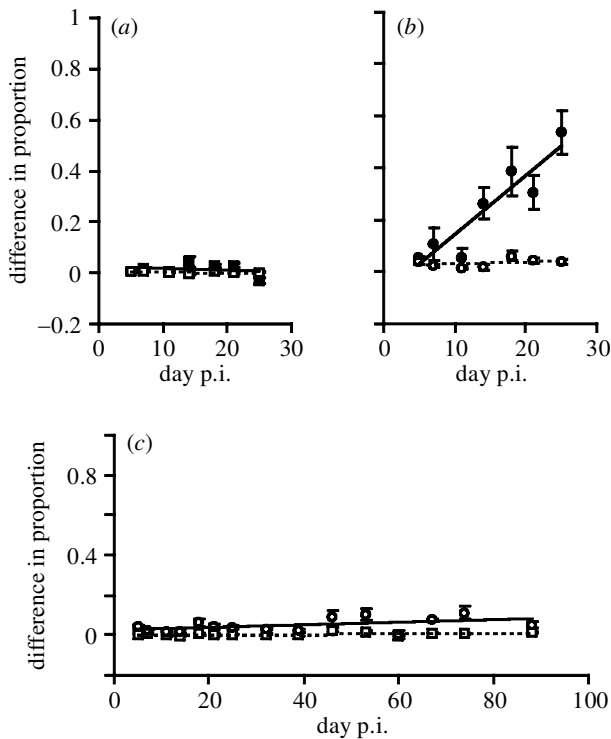 (a) (b)
1
0.8
0.6
0.4
0.2
0
−0.2
difference in proportion
0 10 20 30 0 10 20 30
day p.i. day p.i.
(c)
0.8
0.4
0
difference in proportion
0 20 40 60 80 100
day p.i.